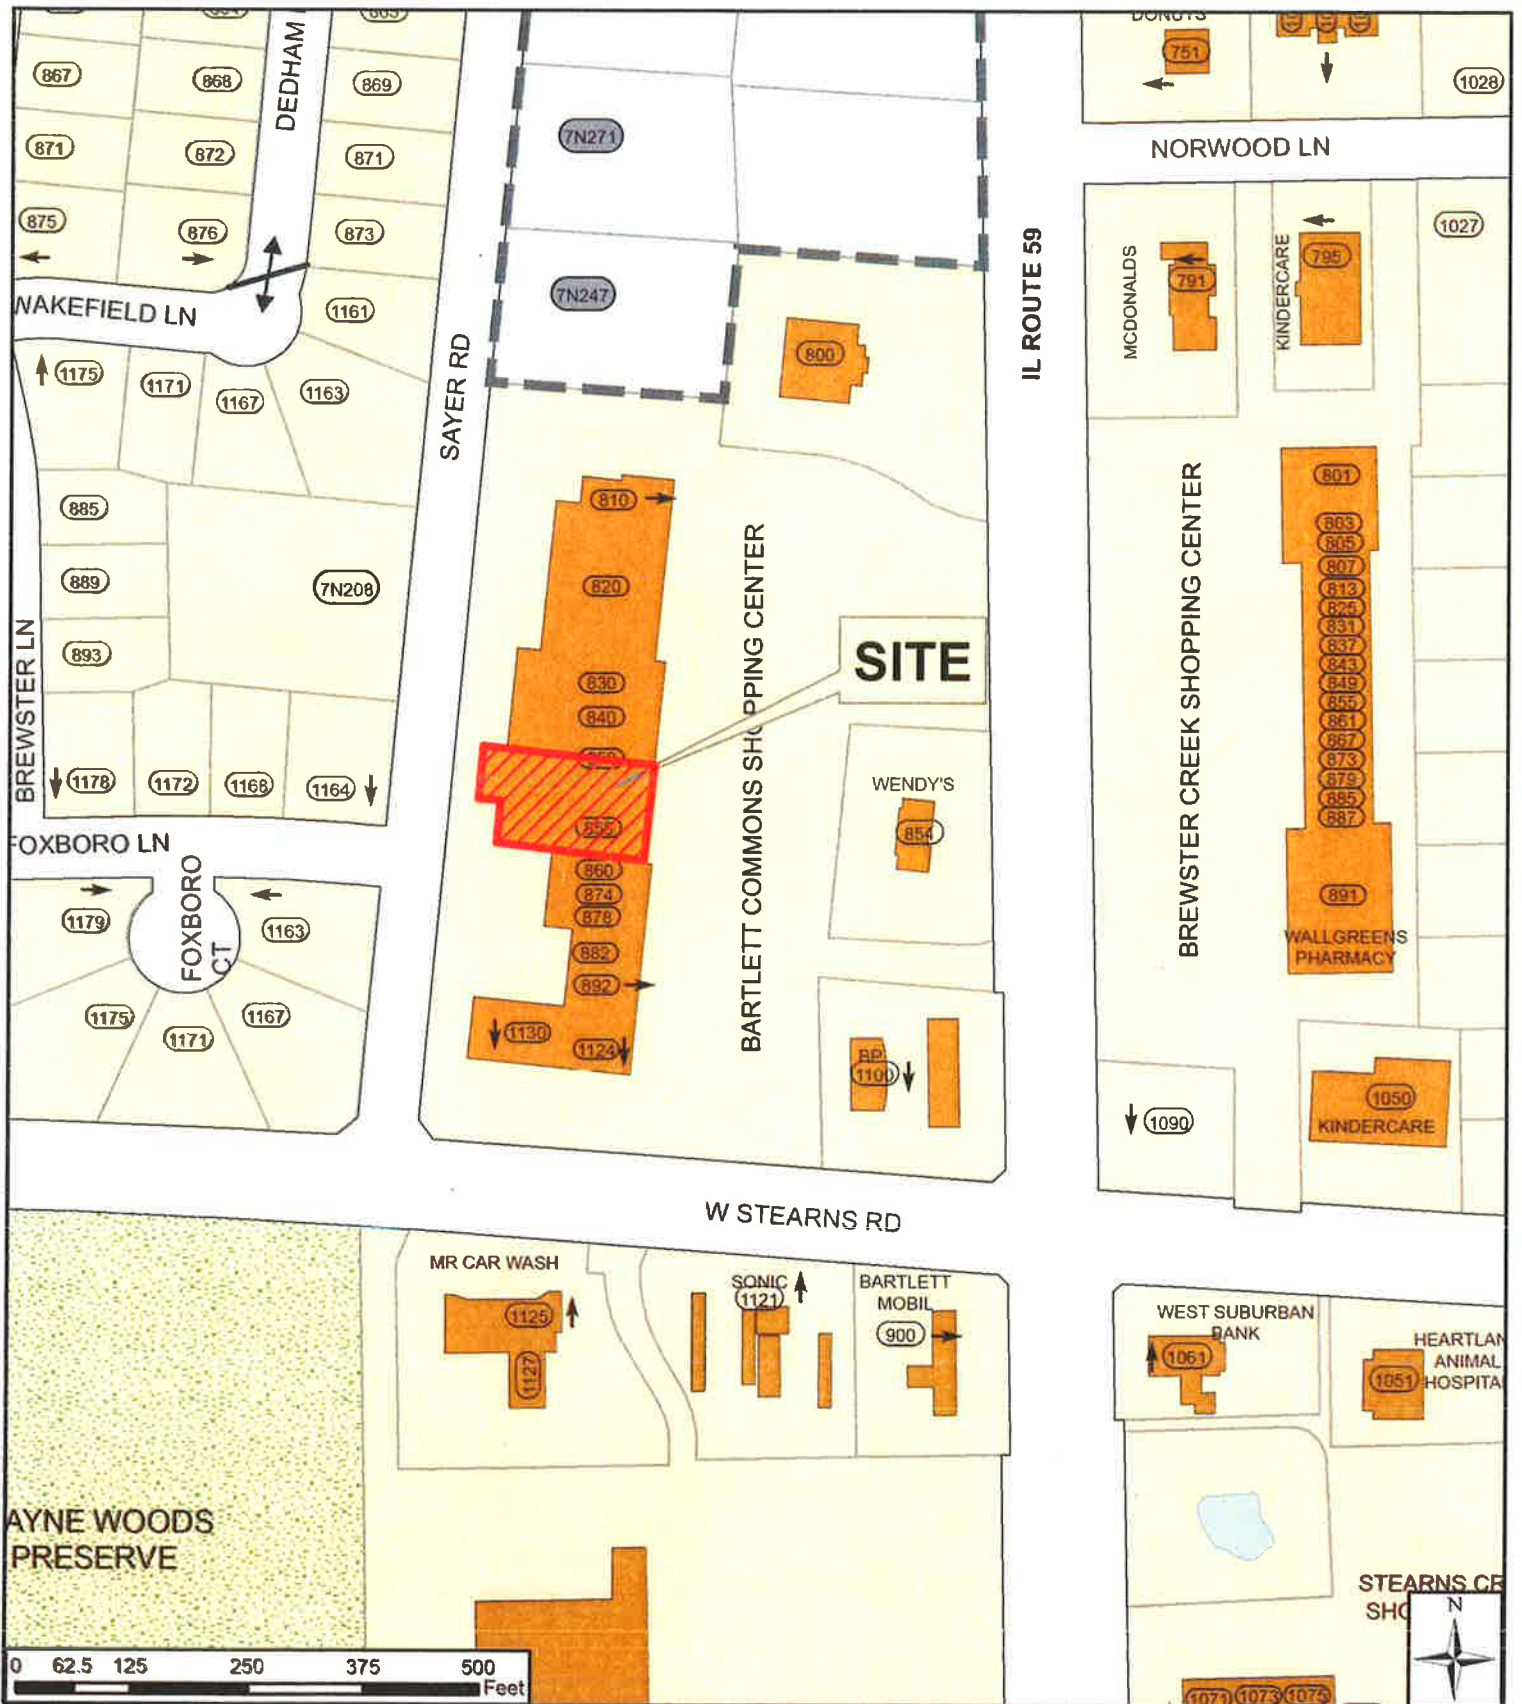 DONUTS
751
1028
867
868
DEDHAM
869
863
NORWOOD LN
7N271
871
872
871
875
876
873
1027
IL ROUTE 59
MCDONALDS
791
KINDERCARE
795
7N247
WAKEFIELD LN
1161
800
SAYER RD
1175
1171
1167
1163
801
810
885
803
805
807
820
889
7N208
813
825
831
BREWSTER LN
893
837
843
849
SITE
830
840
BARTLETT COMMONS SHOPPING CENTER
BREWSTER CREEK SHOPPING CENTER
855
861
867
873
879
885
887
1178
1172
1168
1164
WENDY'S
854
855
FOXBORO LN
860
874
878
891
FOXBORO
CT
1179
1163
882
892
WALLGREENS
PHARMACY
1175
1171
1167
1130
1124
BP
1100
1090
1050
KINDERCARE
W STEARNS RD
MR CAR WASH
1125
1127
SONIC
1121
BARTLETT
MOBIL
900
WEST SUBURBAN
BANK
1061
HEARTLAN
ANIMAL
HOSPITA
1051
AYNE WOODS
PRESERVE
STEARNS CR
SHO
N
0 62.5 125 250 375 500
Feet
1071 1073 1075